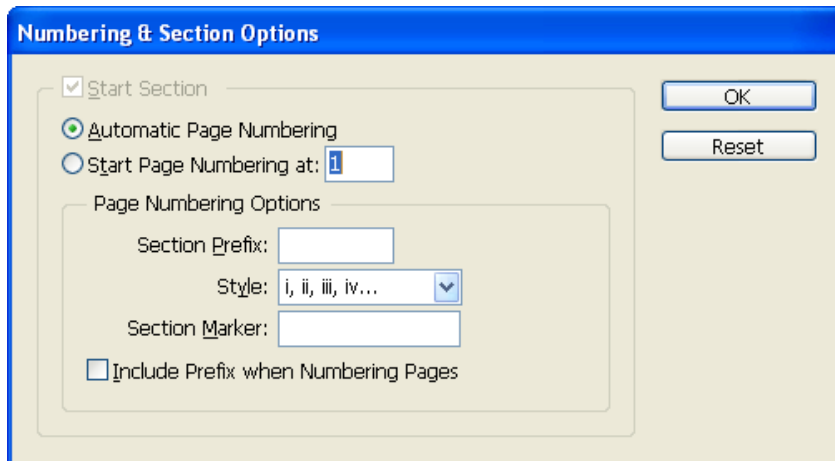 Numbering & Section Options
Start Section
OK
Automatic Page Numbering
Start Page Numbering at: 1
Reset
Page Numbering Options
Section Prefix:
Style: i, ii, iii, iv...
Section Marker:
Include Prefix when Numbering Pages